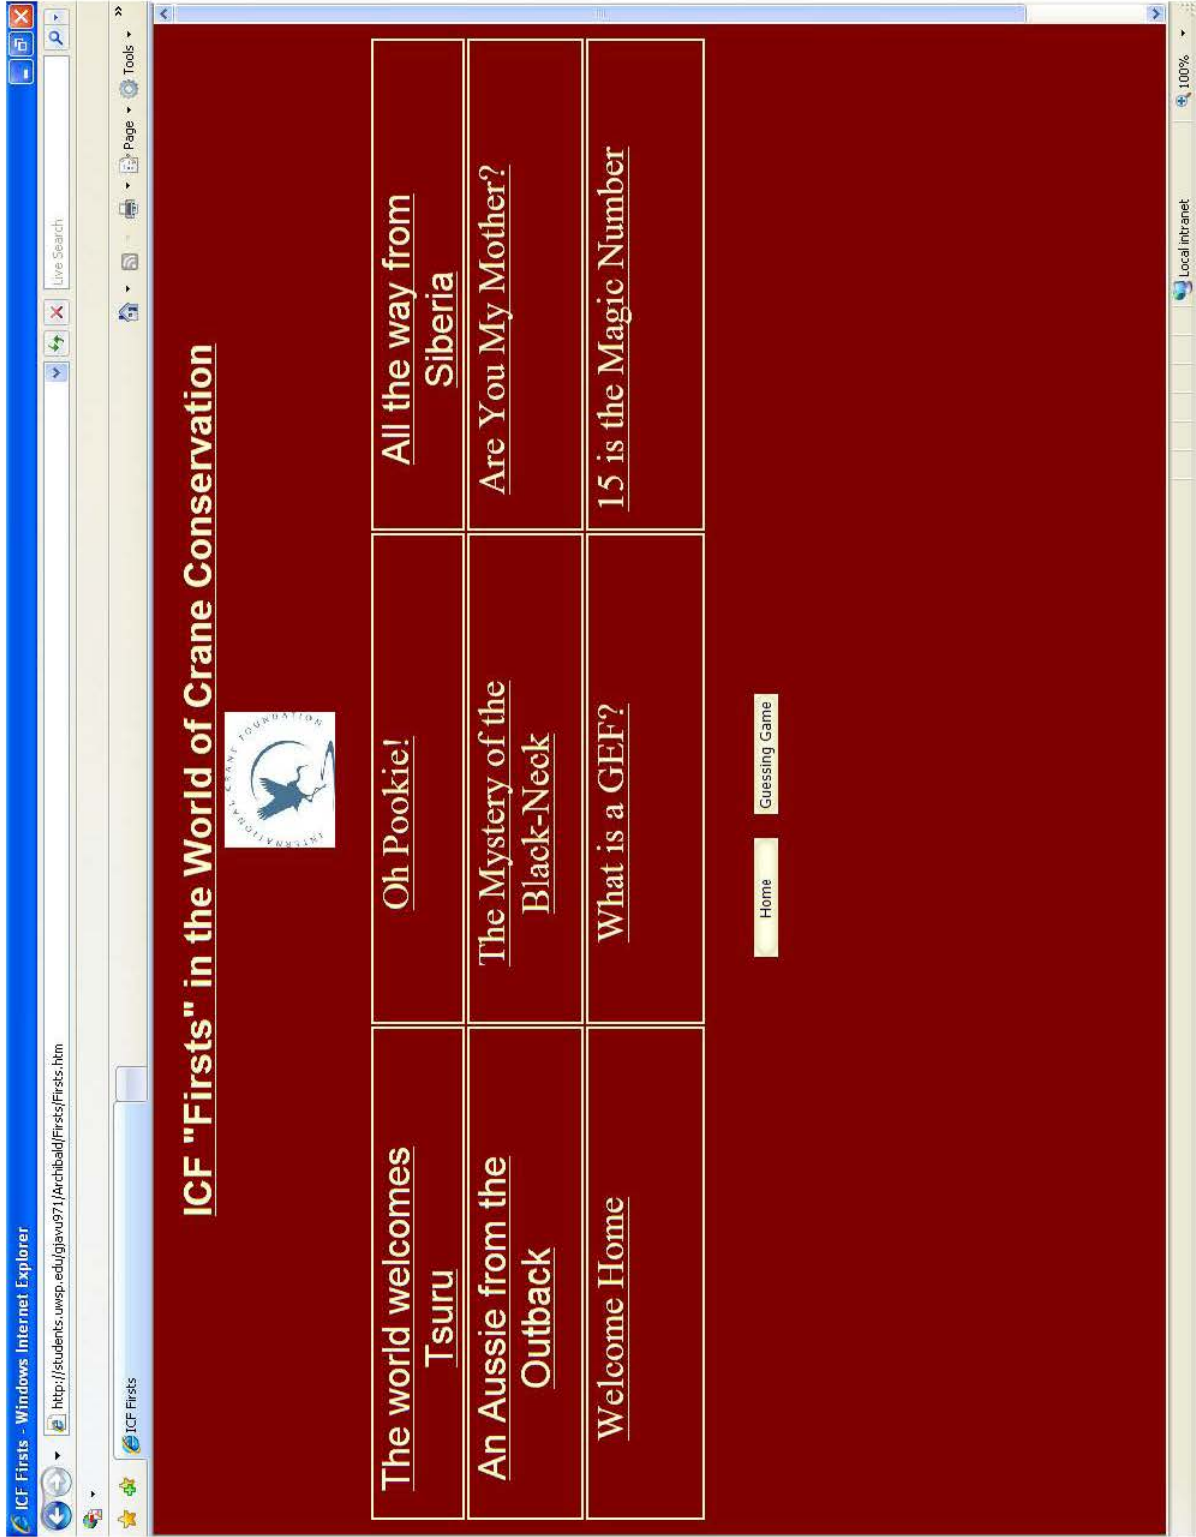 ICF Firsts - Windows Internet Explorer
http://students.uwsp.edu/gjavu971/Archibald/Firsts/Firsts.htm
Live Search
ICF Firsts
Page
Tools
ICF "Firsts" in the World of Crane Conservation
INTERNATIONAL CRANE FOUNDATION
The world welcomes
Tsuru
Oh Pookie!
All the way from
Siberia
An Aussie from the
Outback
The Mystery of the
Black-Neck
Are You My Mother?
Welcome Home
What is a GEF?
15 is the Magic Number
Home
Guessing Game
Local intranet
100%